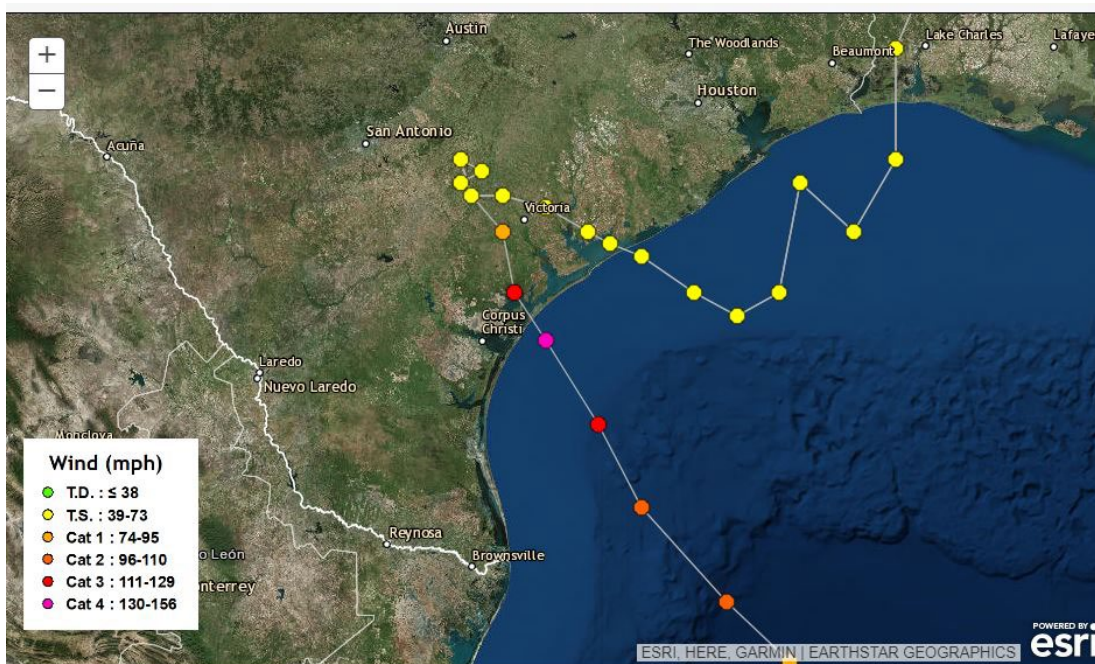 +
−
Austin
The Woodlands
Beaumont
Lake Charles
Lafaye
Houston
San Antonio
Acuña
Victoria
Corpus
Christi
Laredo
Nuevo Laredo
Monclova
Wind (mph)
T.D. : ≤ 38
T.S. : 39-73
Cat 1 : 74-95
Cat 2 : 96-110
Cat 3 : 111-129
Cat 4 : 130-156
Reynosa
Brownsville
o León
onterrey
ESRI, HERE, GARMIN | EARTHSTAR GEOGRAPHICS
POWERED BY
esri